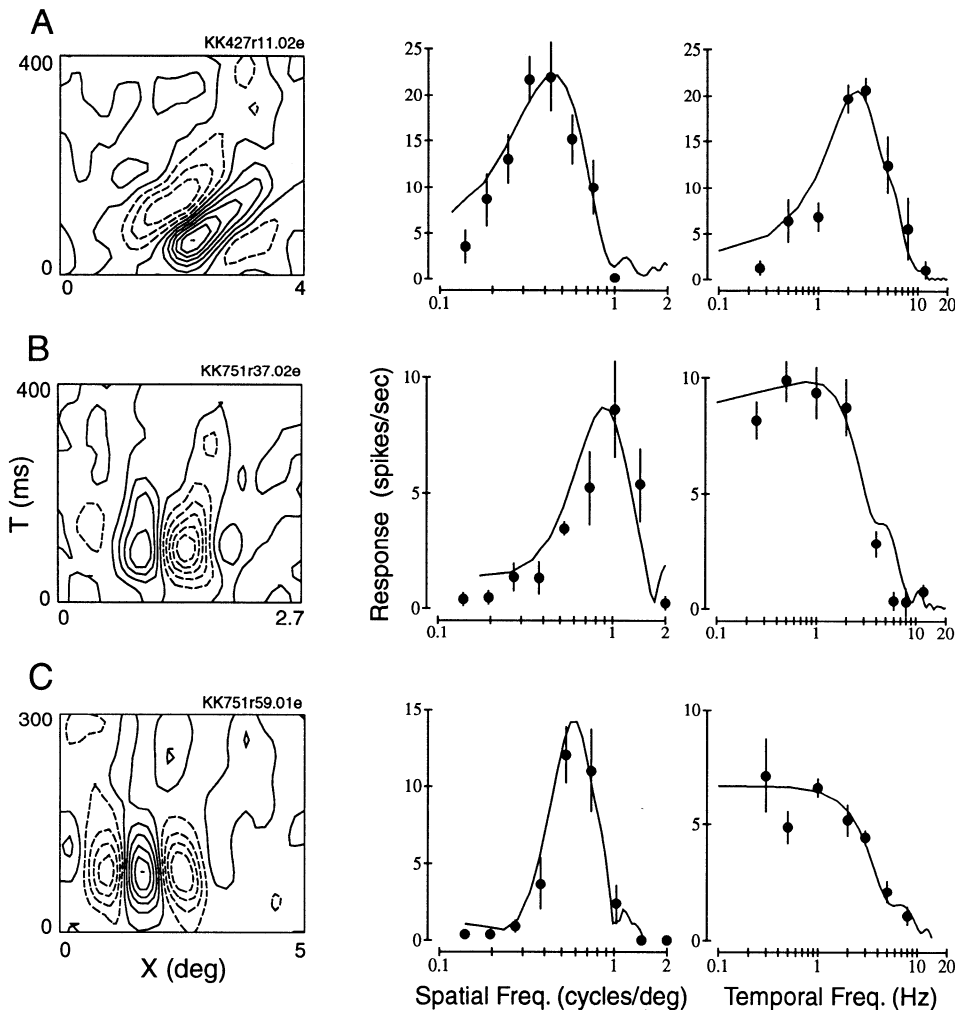 A
KK427r11.02e
400
0
0 4
25
20
15
10
5
0
0.1 1 2
25
20
15
10
5
0
0.1 1 10 20
B
KK751r37.02e
400
0
0 2.7
T (ms)
10
5
0
0.1 1 2
Response (spikes/sec)
10
5
0
0.1 1 10 20
C
KK751r59.01e
300
0
0 5
X (deg)
15
10
5
0
0.1 1 2
Spatial Freq. (cycles/deg)
10
5
0
0.1 1 10 20
Temporal Freq. (Hz)